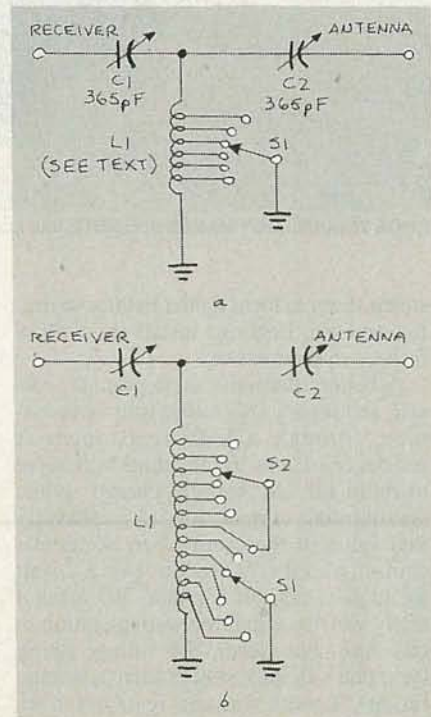 RECEIVER
ANTENNA
C1
365pF
C2
365pF
L1
(SEE TEXT)
S1
a
RECEIVER
ANTENNA
C1
C2
S2
L1
S1
b